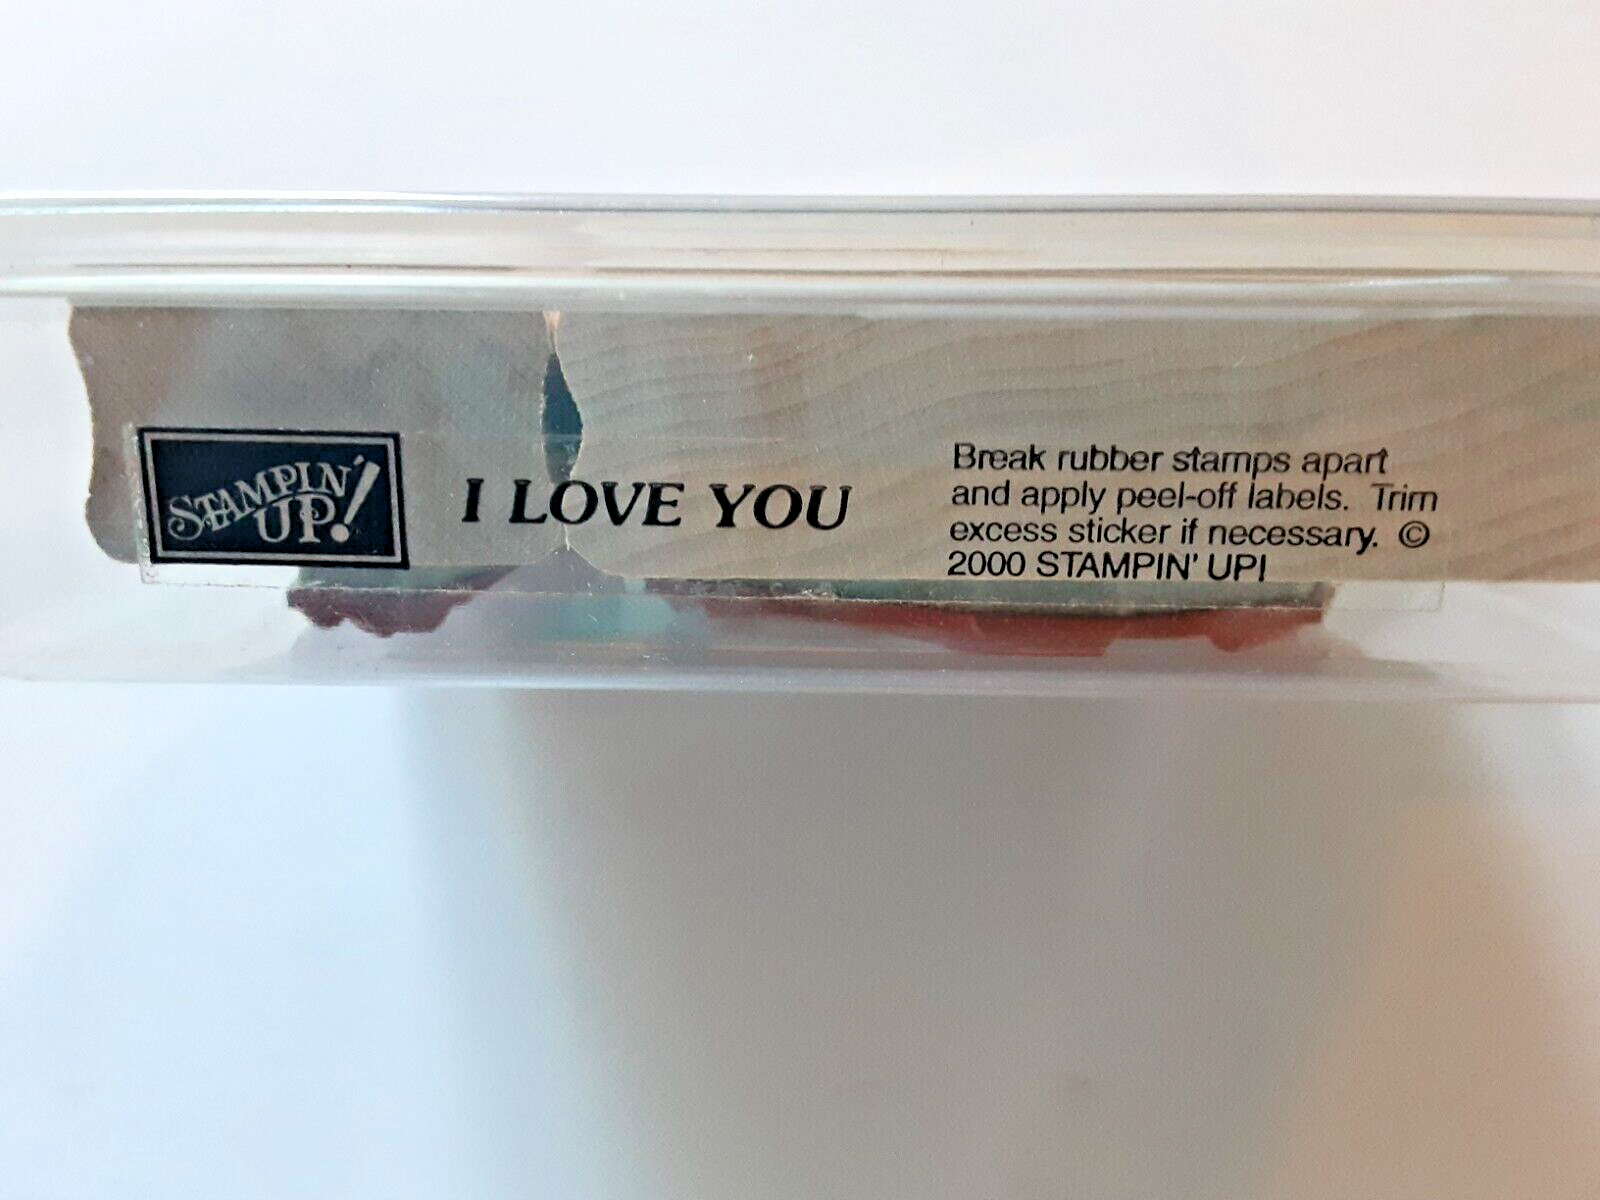 STAMPIN' UP!
I LOVE YOU
Break rubber stamps apart
and apply peel-off labels. Trim
excess sticker if necessary. ©
2000 STAMPIN' UP!